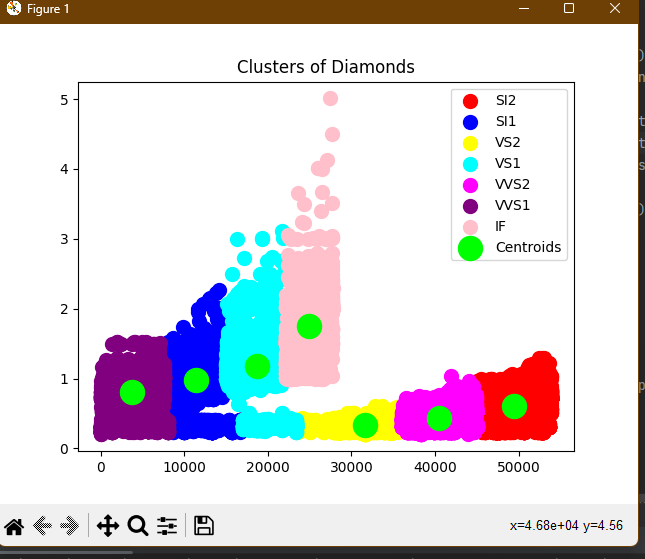 Figure 1
Clusters of Diamonds
5
4
3
2
1
0
0 10000 20000 30000 40000 50000
SI2
SI1
VS2
VS1
VVS2
VVS1
IF
Centroids
x=4.68e+04 y=4.56